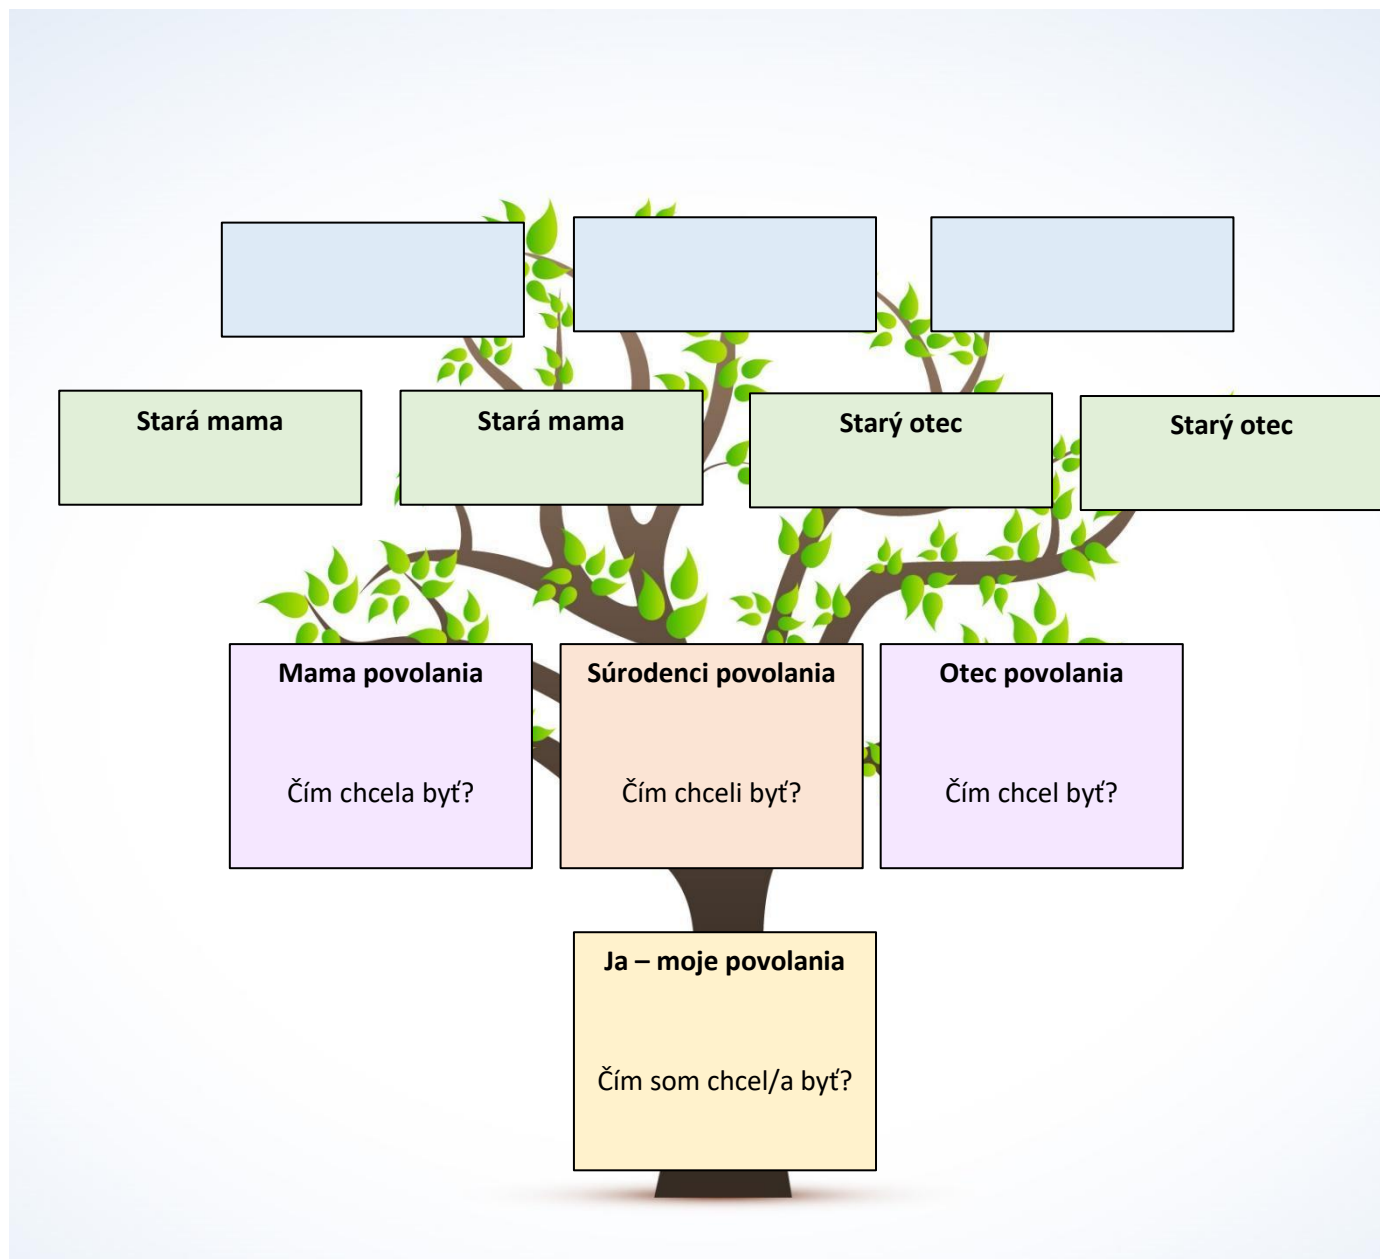 Stará mama
Stará mama
Starý otec
Starý otec
Mama povolania
Čím chcela byť?
Súrodenci povolania
Čím chceli byť?
Otec povolania
Čím chcel byť?
Ja – moje povolania
Čím som chcel/a byť?